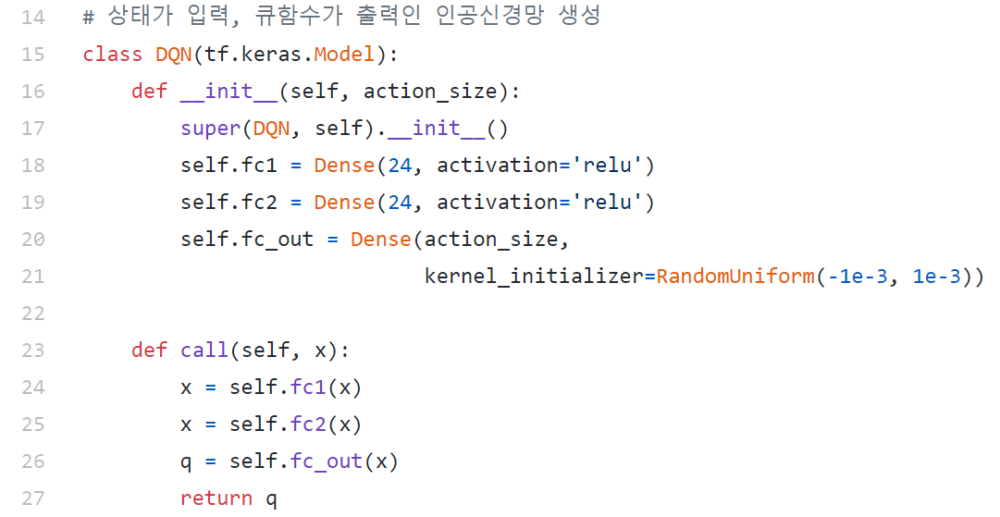 14 # 상태가 입력, 큐함수가 출력인 인공신경망 생성
15 class DQN(tf.keras.Model):
16     def __init__(self, action_size):
17         super(DQN, self).__init__()
18         self.fc1 = Dense(24, activation='relu')
19         self.fc2 = Dense(24, activation='relu')
20         self.fc_out = Dense(action_size,
21                             kernel_initializer=RandomUniform(-1e-3, 1e-3))
22
23     def call(self, x):
24         x = self.fc1(x)
25         x = self.fc2(x)
26         q = self.fc_out(x)
27         return q